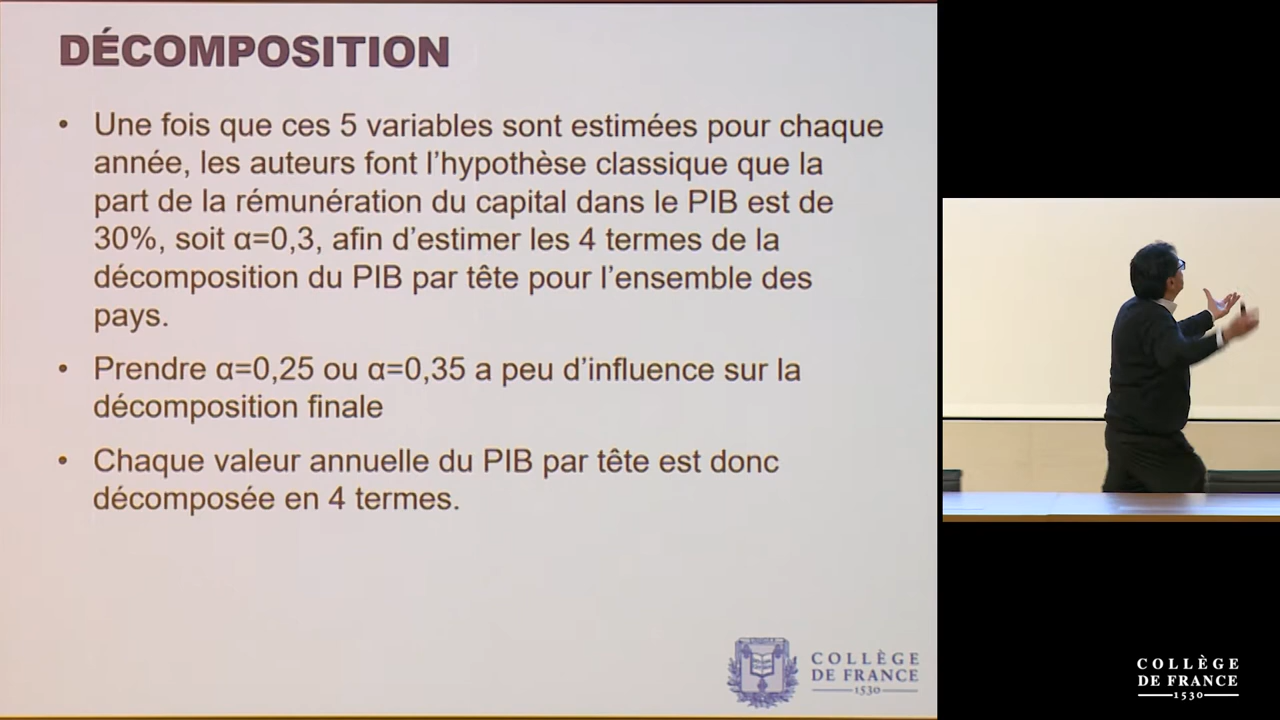 DÉCOMPOSITION
• Une fois que ces 5 variables sont estimées pour chaque
année, les auteurs font l’hypothèse classique que la
part de la rémunération du capital dans le PIB est de
30%, soit α=0,3, afin d’estimer les 4 termes de la
décomposition du PIB par tête pour l’ensemble des
pays.
• Prendre α=0,25 ou α=0,35 a peu d’influence sur la
décomposition finale
• Chaque valeur annuelle du PIB par tête est donc
décomposée en 4 termes.
COLLÈGE
DE FRANCE
1530
COLLÈGE
DE FRANCE
1530